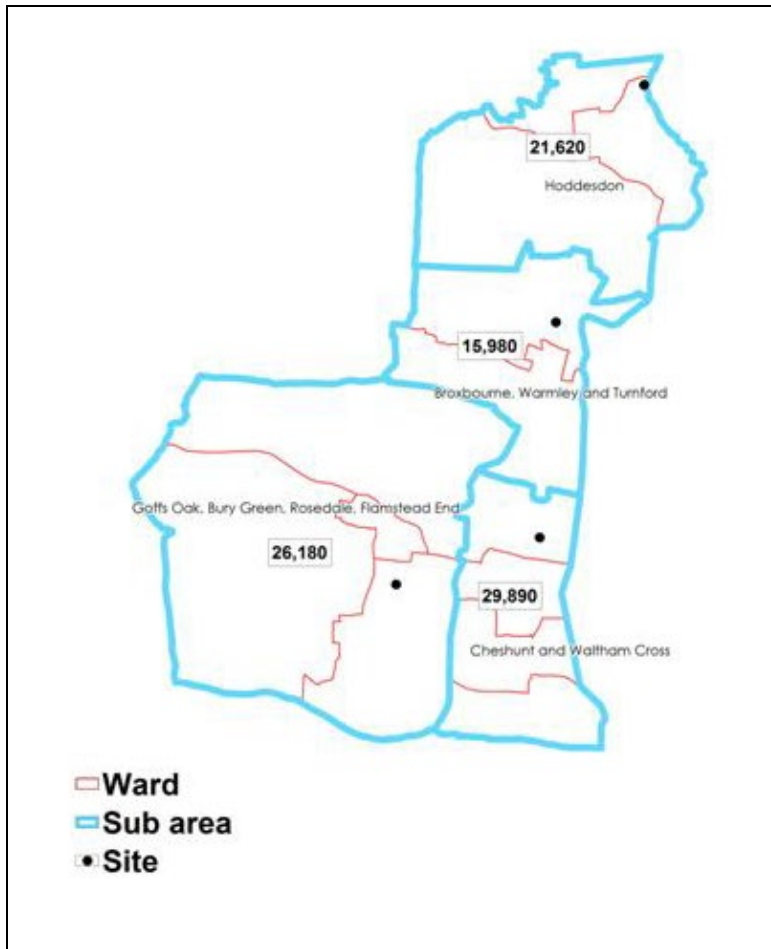 21,620
Hoddesdon
15,980
Broxbourne, Warmley and Turnford
Goffs Oak, Bury Green, Rosedale, Flamstead End
26,180
29,890
Cheshunt and Waltham Cross
Ward
Sub area
Site